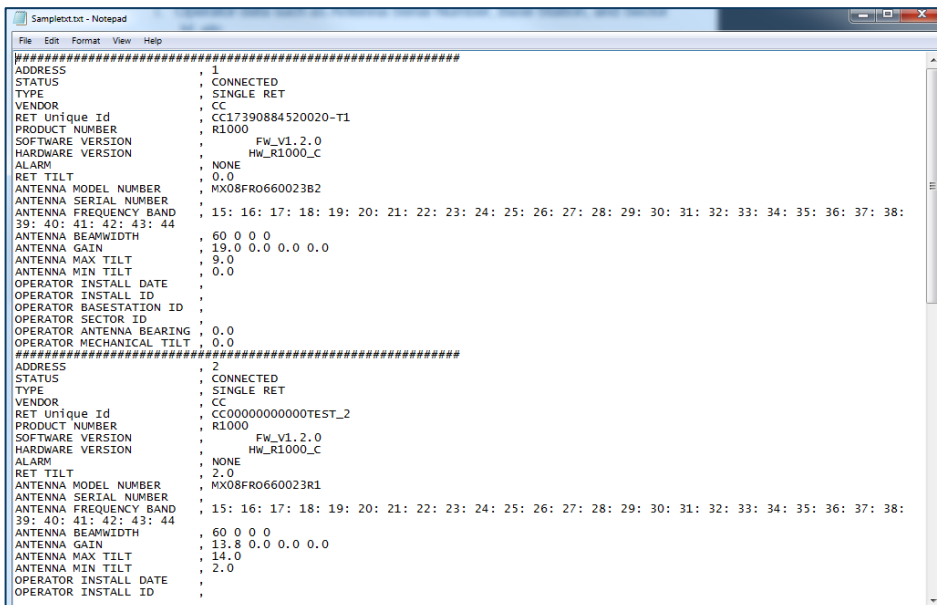 Sampletxt.txt - Notepad
File Edit Format View Help
#############################################################
ADDRESS , 1
STATUS , CONNECTED
TYPE , SINGLE RET
VENDOR , CC
RET Unique Id , CC17390884520020-T1
PRODUCT NUMBER , R1000
SOFTWARE VERSION , FW_V1.2.0
HARDWARE VERSION , HW_R1000_C
ALARM , NONE
RET TILT , 0.0
ANTENNA MODEL NUMBER , MX08FRO660023B2
ANTENNA SERIAL NUMBER ,
ANTENNA FREQUENCY BAND , 15: 16: 17: 18: 19: 20: 21: 22: 23: 24: 25: 26: 27: 28: 29: 30: 31: 32: 33: 34: 35: 36: 37: 38:
39: 40: 41: 42: 43: 44
ANTENNA BEAMWIDTH , 60 0 0 0
ANTENNA GAIN , 19.0 0.0 0.0 0.0
ANTENNA MAX TILT , 9.0
ANTENNA MIN TILT , 0.0
OPERATOR INSTALL DATE ,
OPERATOR INSTALL ID ,
OPERATOR BASESTATION ID ,
OPERATOR SECTOR ID ,
OPERATOR ANTENNA BEARING , 0.0
OPERATOR MECHANICAL TILT , 0.0
#############################################################
ADDRESS , 2
STATUS , CONNECTED
TYPE , SINGLE RET
VENDOR , CC
RET Unique Id , CC00000000000TEST_2
PRODUCT NUMBER , R1000
SOFTWARE VERSION , FW_V1.2.0
HARDWARE VERSION , HW_R1000_C
ALARM , NONE
RET TILT , 2.0
ANTENNA MODEL NUMBER , MX08FRO660023R1
ANTENNA SERIAL NUMBER ,
ANTENNA FREQUENCY BAND , 15: 16: 17: 18: 19: 20: 21: 22: 23: 24: 25: 26: 27: 28: 29: 30: 31: 32: 33: 34: 35: 36: 37: 38:
39: 40: 41: 42: 43: 44
ANTENNA BEAMWIDTH , 60 0 0 0
ANTENNA GAIN , 13.8 0.0 0.0 0.0
ANTENNA MAX TILT , 14.0
ANTENNA MIN TILT , 2.0
OPERATOR INSTALL DATE ,
OPERATOR INSTALL ID ,